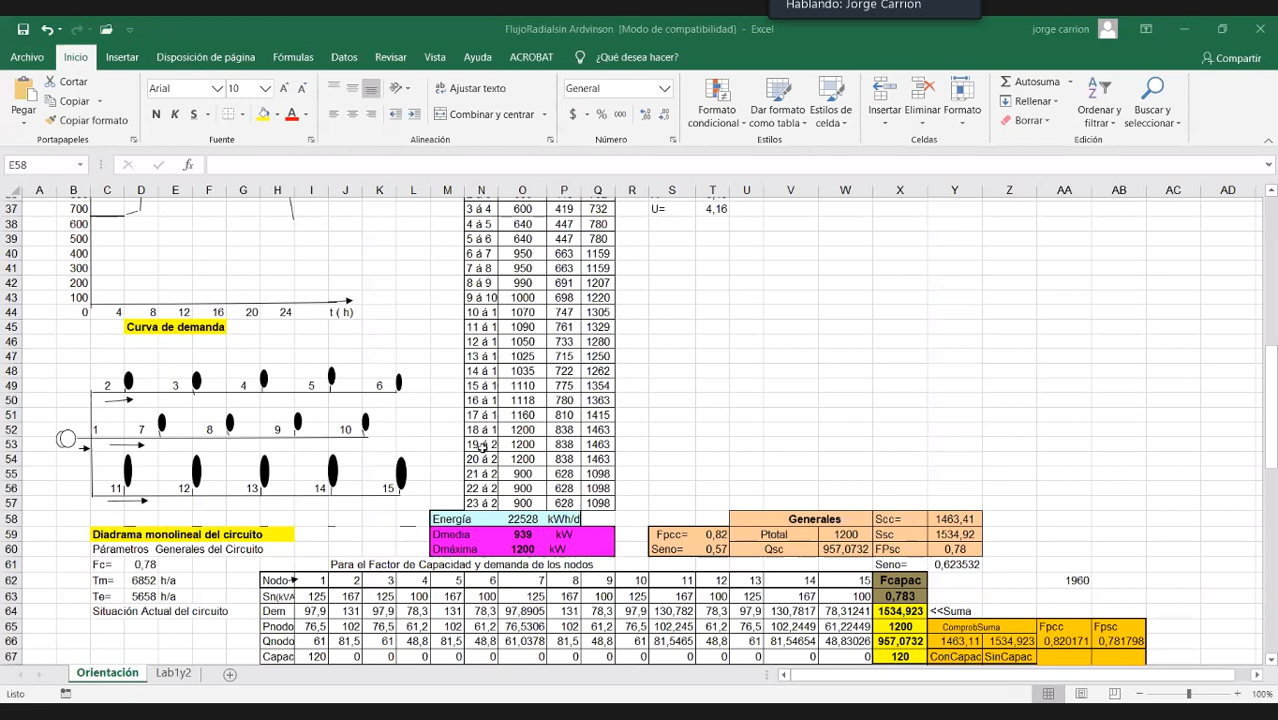 Hablando: Jorge Carrion
FlujoRadialsin Ardvinson [Modo de compatibilidad] - Excel
jorge carrion
Archivo Inicio Insertar Disposición de página Fórmulas Datos Revisar Vista Ayuda ACROBAT ¿Qué desea hacer? Compartir
Pegar
Cortar
Copiar
Copiar formato
Portapapeles
Arial 10
N K S
Fuente
Ajustar texto
Combinar y centrar
Alineación
General
$ % 000
Número
Formato condicional
Dar formato como tabla
Estilos de celda
Estilos
Insertar Eliminar Formato
Celdas
Autosuma
Rellenar
Borrar
Ordenar y filtrar
Buscar y seleccionar
Edición
E58 fx
A B C D E F G H I J K L M N O P Q R S T U V W X Y Z AA AB AC AD
37 700 3 á 4 600 419 732 U= 4,16
38 600 4 á 5 640 447 780
39 500 5 á 6 640 447 780
40 400 6 á 7 950 663 1159
41 300 7 á 8 950 663 1159
42 200 8 á 9 990 691 1207
43 100 9 á 10 1000 698 1220
44 0 4 8 12 16 20 24 t ( h) 10 á 1 1070 747 1305
45 Curva de demanda 11 á 1 1090 761 1329
46 12 á 1 1050 733 1280
47 13 á 1 1025 715 1250
48 14 á 1 1035 722 1262
49 2 3 4 5 6 15 á 1 1110 775 1354
50 16 á 1 1118 780 1363
51 17 á 1 1160 810 1415
52 1 7 8 9 10 18 á 1 1200 838 1463
53 19 á 2 1200 838 1463
54 20 á 2 1200 838 1463
55 21 á 2 900 628 1098
56 11 12 13 14 15 22 á 2 900 628 1098
57 23 á 2 900 628 1098
58 Energía 22528 kWh/d Generales Scc= 1463,41
59 Diagrama monolineal del circuito Dmedia 939 kW Fpcc= 0,82 Ptotal 1200 Ssc 1534,92
60 Párametros Generales del Circuito Dmáxima 1200 kW Seno= 0,57 Qsc 957,0732 FPsc 0,78
61 Fc= 0,78 Para el Factor de Capacidad y demanda de los nodos Seno= 0,623532
62 Tm= 6852 h/a Nodo 1 2 3 4 5 6 7 8 9 10 11 12 13 14 15 Fcapac 1960
63 Te= 5658 h/a Sn(kVA 125 167 125 100 167 100 125 167 100 125 167 100 125 167 100 0,783
64 Situación Actual del circuito Dem 97,9 131 97,9 78,3 131 78,3 97,8905 131 78,3 97,9 130,782 78,3 97,9 130,7817 78,31241 1534,923 <<Suma
65 Pnodo 76,5 102 76,5 61,2 102 61,2 76,5306 102 61,2 76,5 102,245 61,2 76,5 102,2449 61,22449 1200 ComprobSuma Fpcc Fpsc
66 Qnodo 61 81,5 61 48,8 81,5 48,8 61,0378 81,5 48,8 61 81,5465 48,8 61 81,54654 48,83026 957,0732 1463,11 1534,923 0,820171 0,781798
67 Capac 120 0 0 0 0 0 0 0 0 0 0 0 0 0 0 120 ConCapac SinCapac
Orientación Lab1y2
Listo 100%